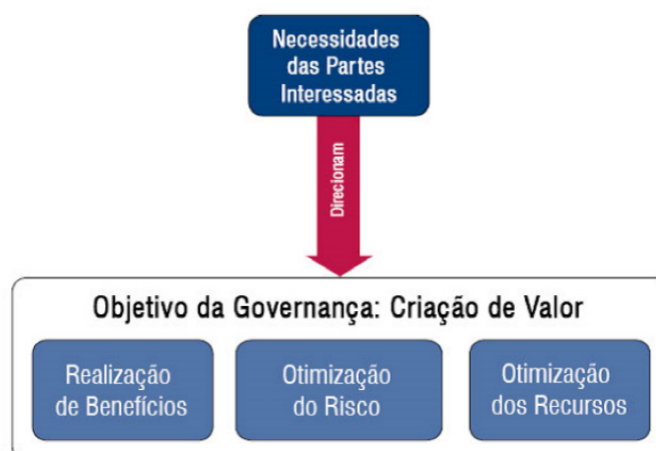 Necessidades
das Partes
Interessadas
Direcionam
Objetivo da Governança: Criação de Valor
Realização
de Benefícios
Otimização
do Risco
Otimização
dos Recursos